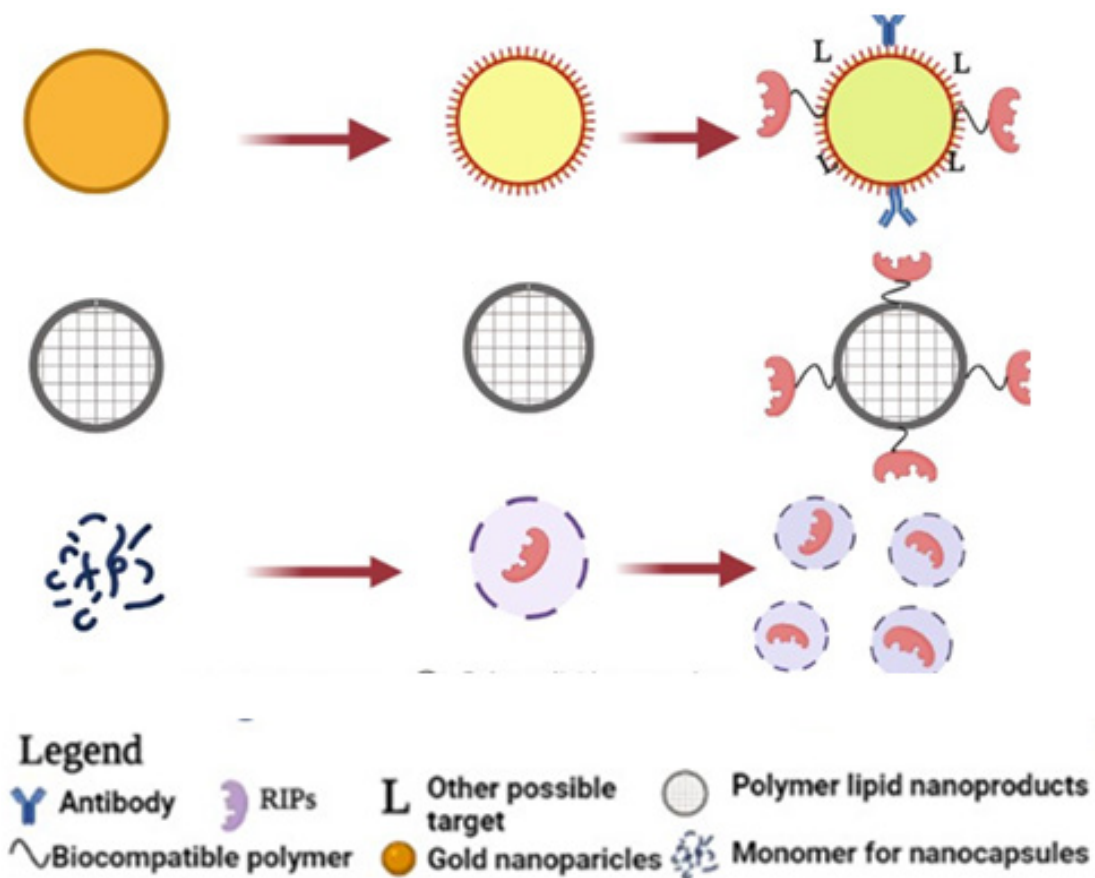 L
L
L
L
Legend
Antibody
RIPs
L
Other possible
target
Polymer lipid nanoproducts
Biocompatible polymer
Gold nanoparicles
Monomer for nanocapsules